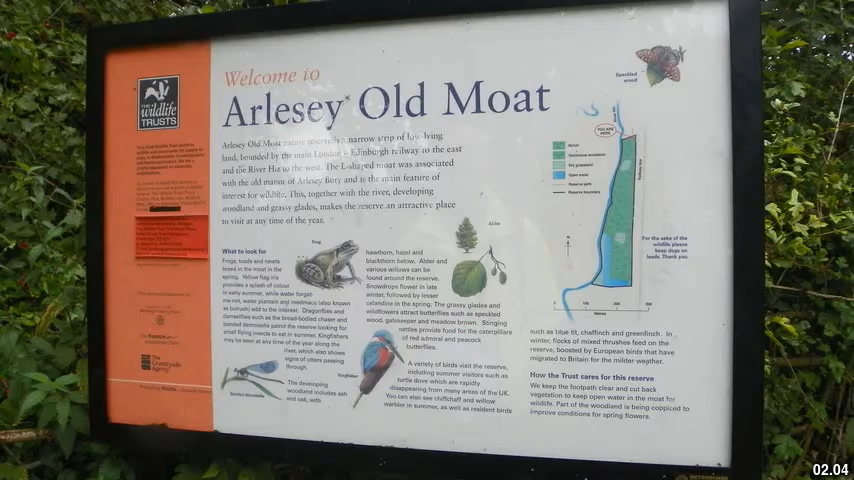 THE
wildlife
TRUSTS
Welcome to
Arlesey Old Moat
Arlesey Old Moat nature reserve is a narrow strip of low-lying
land, bounded by the main London - Edinburgh railway to the east
and the River Hiz to the west. The L-shaped moat was associated
with the old manor of Arlesey Bury and is the main feature of
interest for wildlife. This, together with the river, developing
woodland and grassy glades, makes the reserve an attractive place
to visit at any time of the year.
What to look for
Frogs, toads and newts
breed in the moat in the
spring. Yellow flag iris
provides a splash of colour
in early summer, while water forget-
me-not, water plantain and reedmace (also known
as bulrush) add to the interest. Dragonflies and
damselflies such as the broad-bodied chaser and
banded demoiselle patrol the reserve looking for
small flying insects to eat in summer. Kingfishers
may be seen at any time of the year along the
river, which also shows
signs of otters passing
through.
The developing
woodland includes ash
and oak, with
Frog
Banded demoiselle
Kingfisher
hawthorn, hazel and
blackthorn below. Alder and
various willows can be
found around the reserve.
Snowdrops flower in late
winter, followed by lesser
celandine in the spring. The grassy glades and
wildflowers attract butterflies such as speckled
wood, gatekeeper and meadow brown. Stinging
nettles provide food for the caterpillars
of red admiral and peacock
butterflies.
A variety of birds visit the reserve,
including summer visitors such as
turtle dove which are rapidly
disappearing from many areas of the UK.
You can also see chiffchaff and willow
warbler in summer, as well as resident birds
Alder
Speckled
wood
YOU ARE
HERE
Scrub
Deciduous woodland
Dry grassland
Open water
Reserve path
Reserve boundary
Railway line
N
For the sake of the
wildlife please
keep dogs on
leads. Thank you
0 100 200 300
Metres
such as blue tit, chaffinch and greenfinch. In
winter, flocks of mixed thrushes feed on the
reserve, boosted by European birds that have
migrated to Britain for the milder weather.
How the Trust cares for this reserve
We keep the footpath clear and cut back
vegetation to keep open water in the moat for
wildlife. Part of the woodland is being coppiced to
improve conditions for spring flowers.
The
Countryside
Agency
02.04